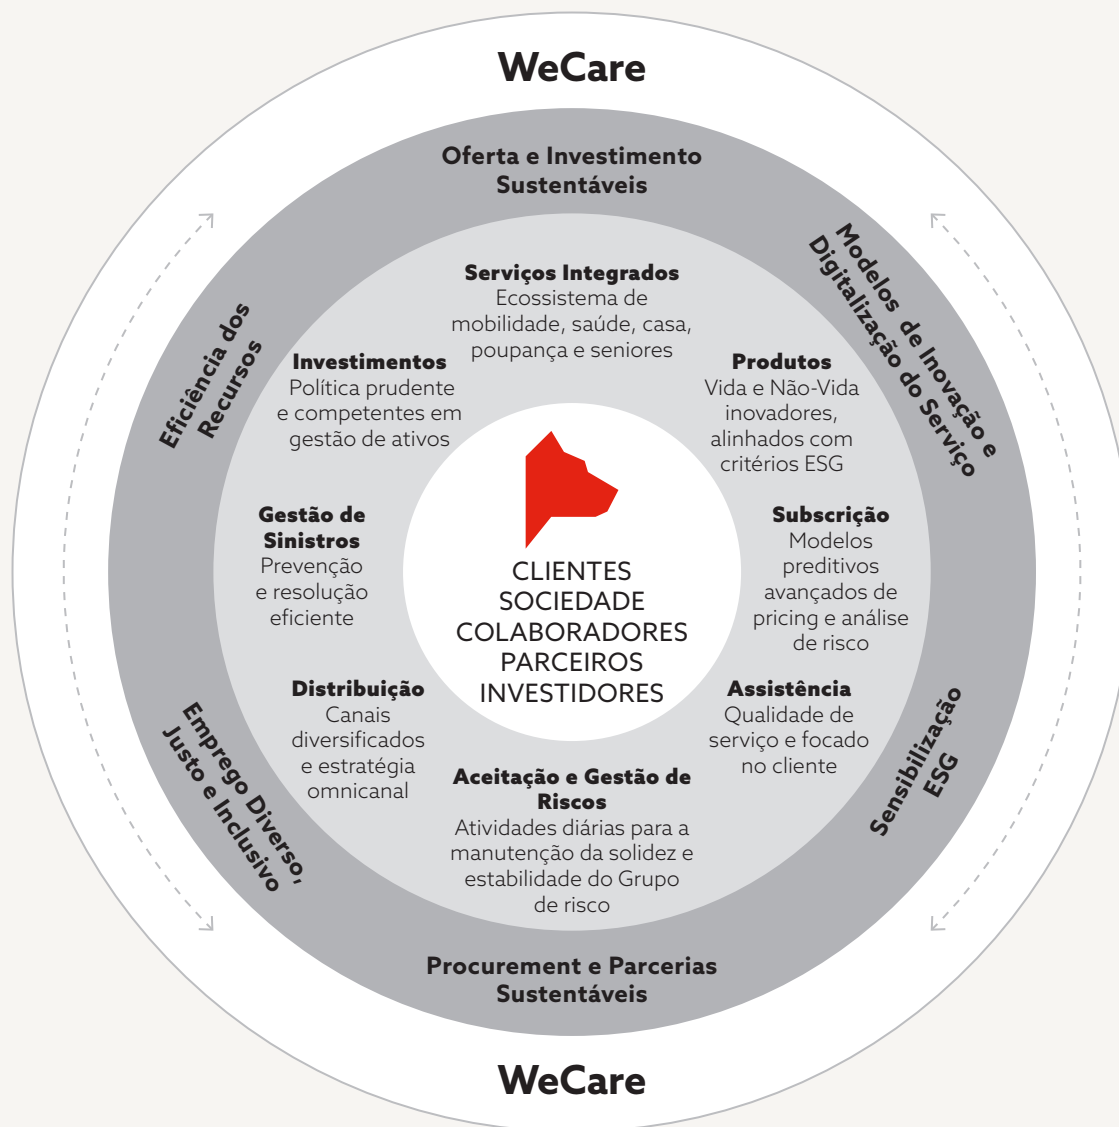 WeCare
Oferta e Investimento
Sustentáveis
Modelos de Inovação e
Digitalização do Serviço
Sensibilização
ESG
Procurement e Parcerias
Sustentáveis
Emprego Diverso,
Justo e Inclusivo
Eficiência dos
Recursos
Serviços Integrados
Ecossistema de
mobilidade, saúde, casa,
poupança e seniores
Produtos
Vida e Não-Vida
inovadores,
alinhados com
critérios ESG
Subscrição
Modelos
preditivos
avançados de
pricing e análise
de risco
Assistência
Qualidade de
serviço e focado
no cliente
Aceitação e Gestão de
Riscos
Atividades diárias para a
manutenção da solidez e
estabilidade do Grupo
de risco
Distribuição
Canais
diversificados
e estratégia
omnicanal
Gestão de
Sinistros
Prevenção
e resolução
eficiente
Investimentos
Política prudente
e competentes em
gestão de ativos
CLIENTES
SOCIEDADE
COLABORADORES
PARCEIROS
INVESTIDORES
WeCare